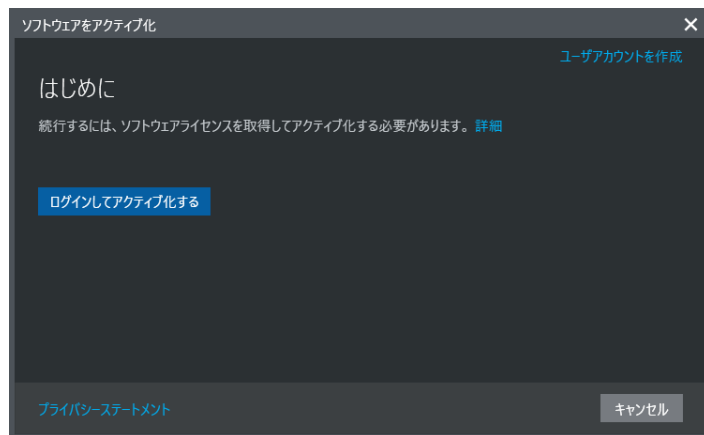 ソフトウェアをアクティブ化
ユーザアカウントを作成
はじめに
続行するには、ソフトウェアライセンスを取得してアクティブ化する必要があります。詳細
ログインしてアクティブ化する
プライバシーステートメント
キャンセル